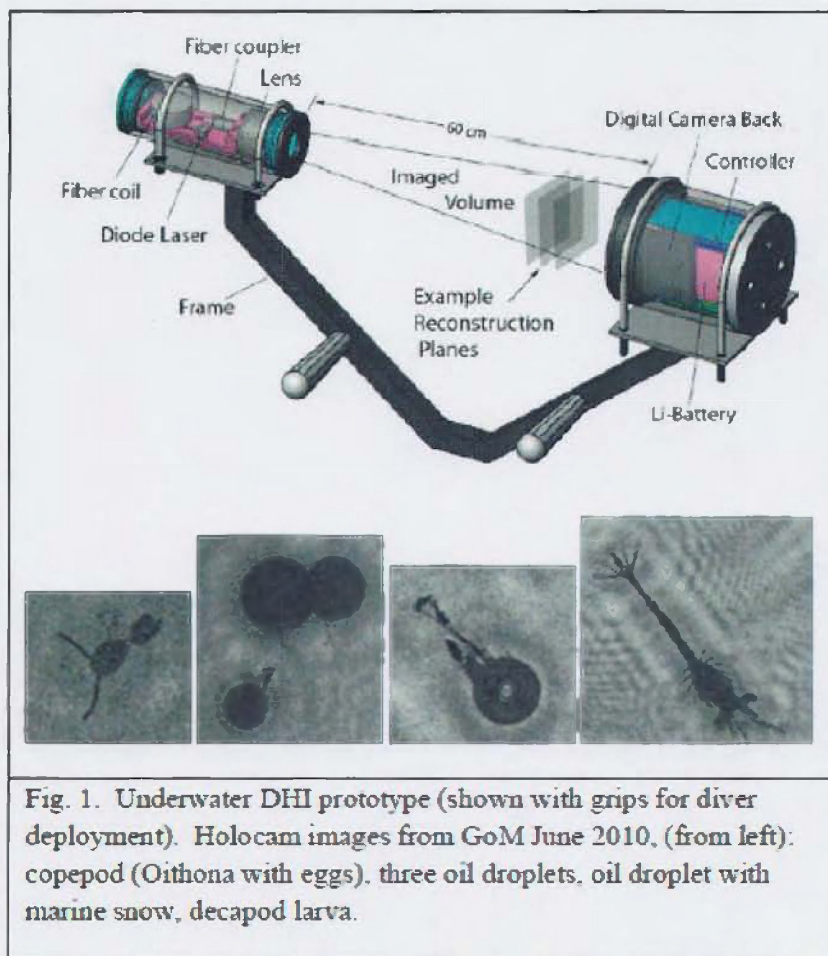 Fiber coupler
Lens
60 cm
Digital Camera Back
Controller
Imaged
Volume
Fiber coil
Diode Laser
Frame
Example
Reconstruction
Planes
Li-Battery
Fig. 1. Underwater DHI prototype (shown with grips for diver
deployment). Holocam images from GoM June 2010, (from left):
copepod (Oithona with eggs), three oil droplets, oil droplet with
marine snow, decapod larva.